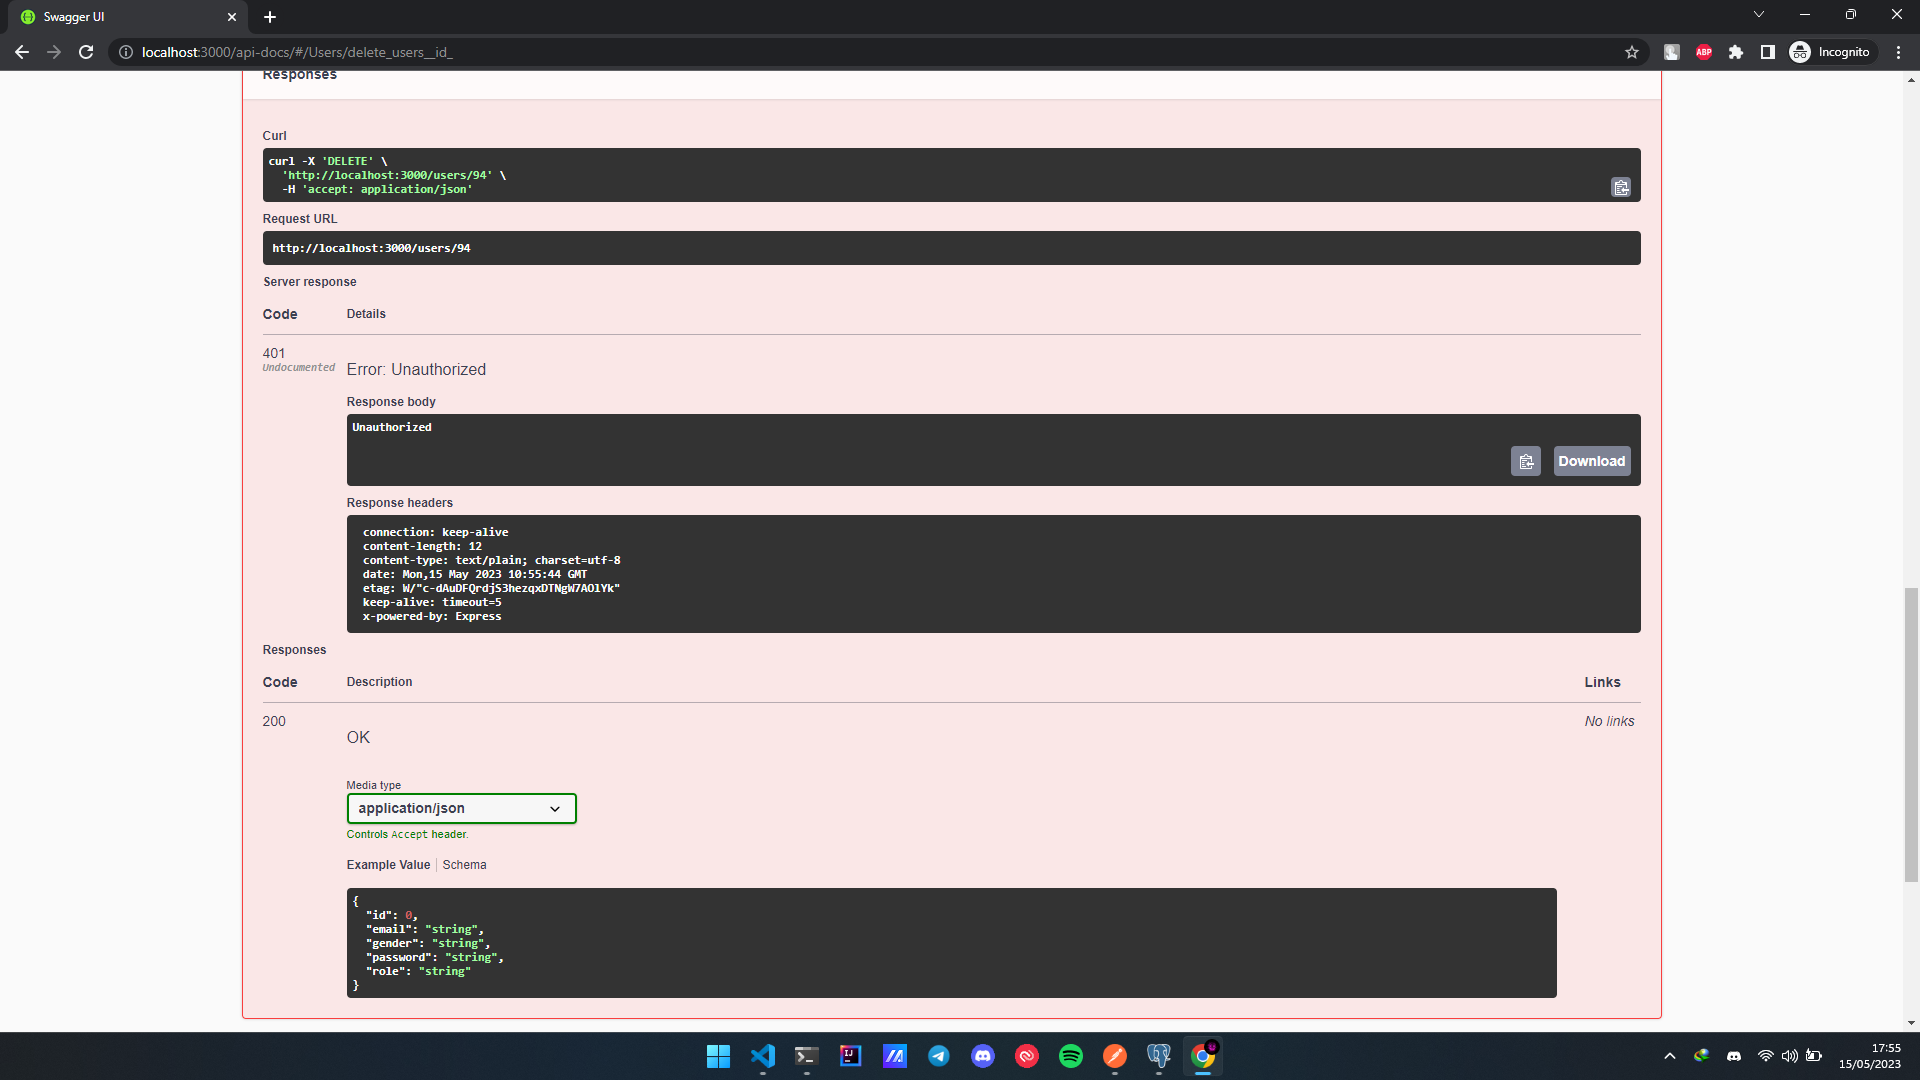 Swagger UI
localhost:3000/api-docs/#/Users/delete_users__id_
ABP
Incognito
Responses
Curl
curl -X 'DELETE' \
'http://localhost:3000/users/94' \
-H 'accept: application/json'
Request URL
http://localhost:3000/users/94
Server response
Code Details
401
Undocumented
Error: Unauthorized
Response body
Unauthorized
Download
Response headers
connection: keep-alive
content-length: 12
content-type: text/plain; charset=utf-8
date: Mon,15 May 2023 10:55:44 GMT
etag: W/"c-dAuDFQrdjS3hezqxDTNgW7AOlYk"
keep-alive: timeout=5
x-powered-by: Express
Responses
Code Description Links
200
OK
No links
Media type
application/json
Controls Accept header.
Example Value Schema
{
"id": 0,
"email": "string",
"gender": "string",
"password": "string",
"role": "string"
}
17:55
15/05/2023